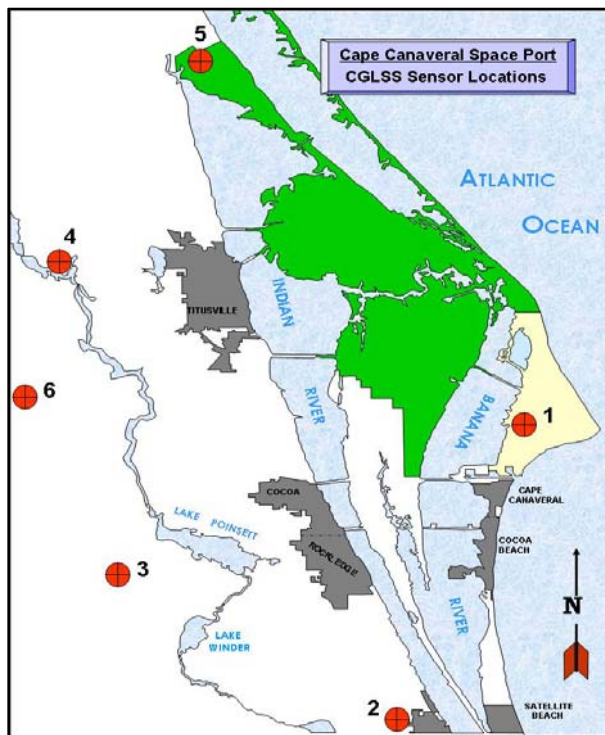 Cape Canaveral Space Port
CGLSS Sensor Locations
5
ATLANTIC
OCEAN
4
TITUSVILLE
INDIAN
RIVER
6
BANANA
1
COCOA
CAPE
CANAVERAL
LAKE POINSETT
ROCKLEDGE
COCOA
BEACH
3
N
LAKE
WINDER
RIVER
2
SATELLITE
BEACH